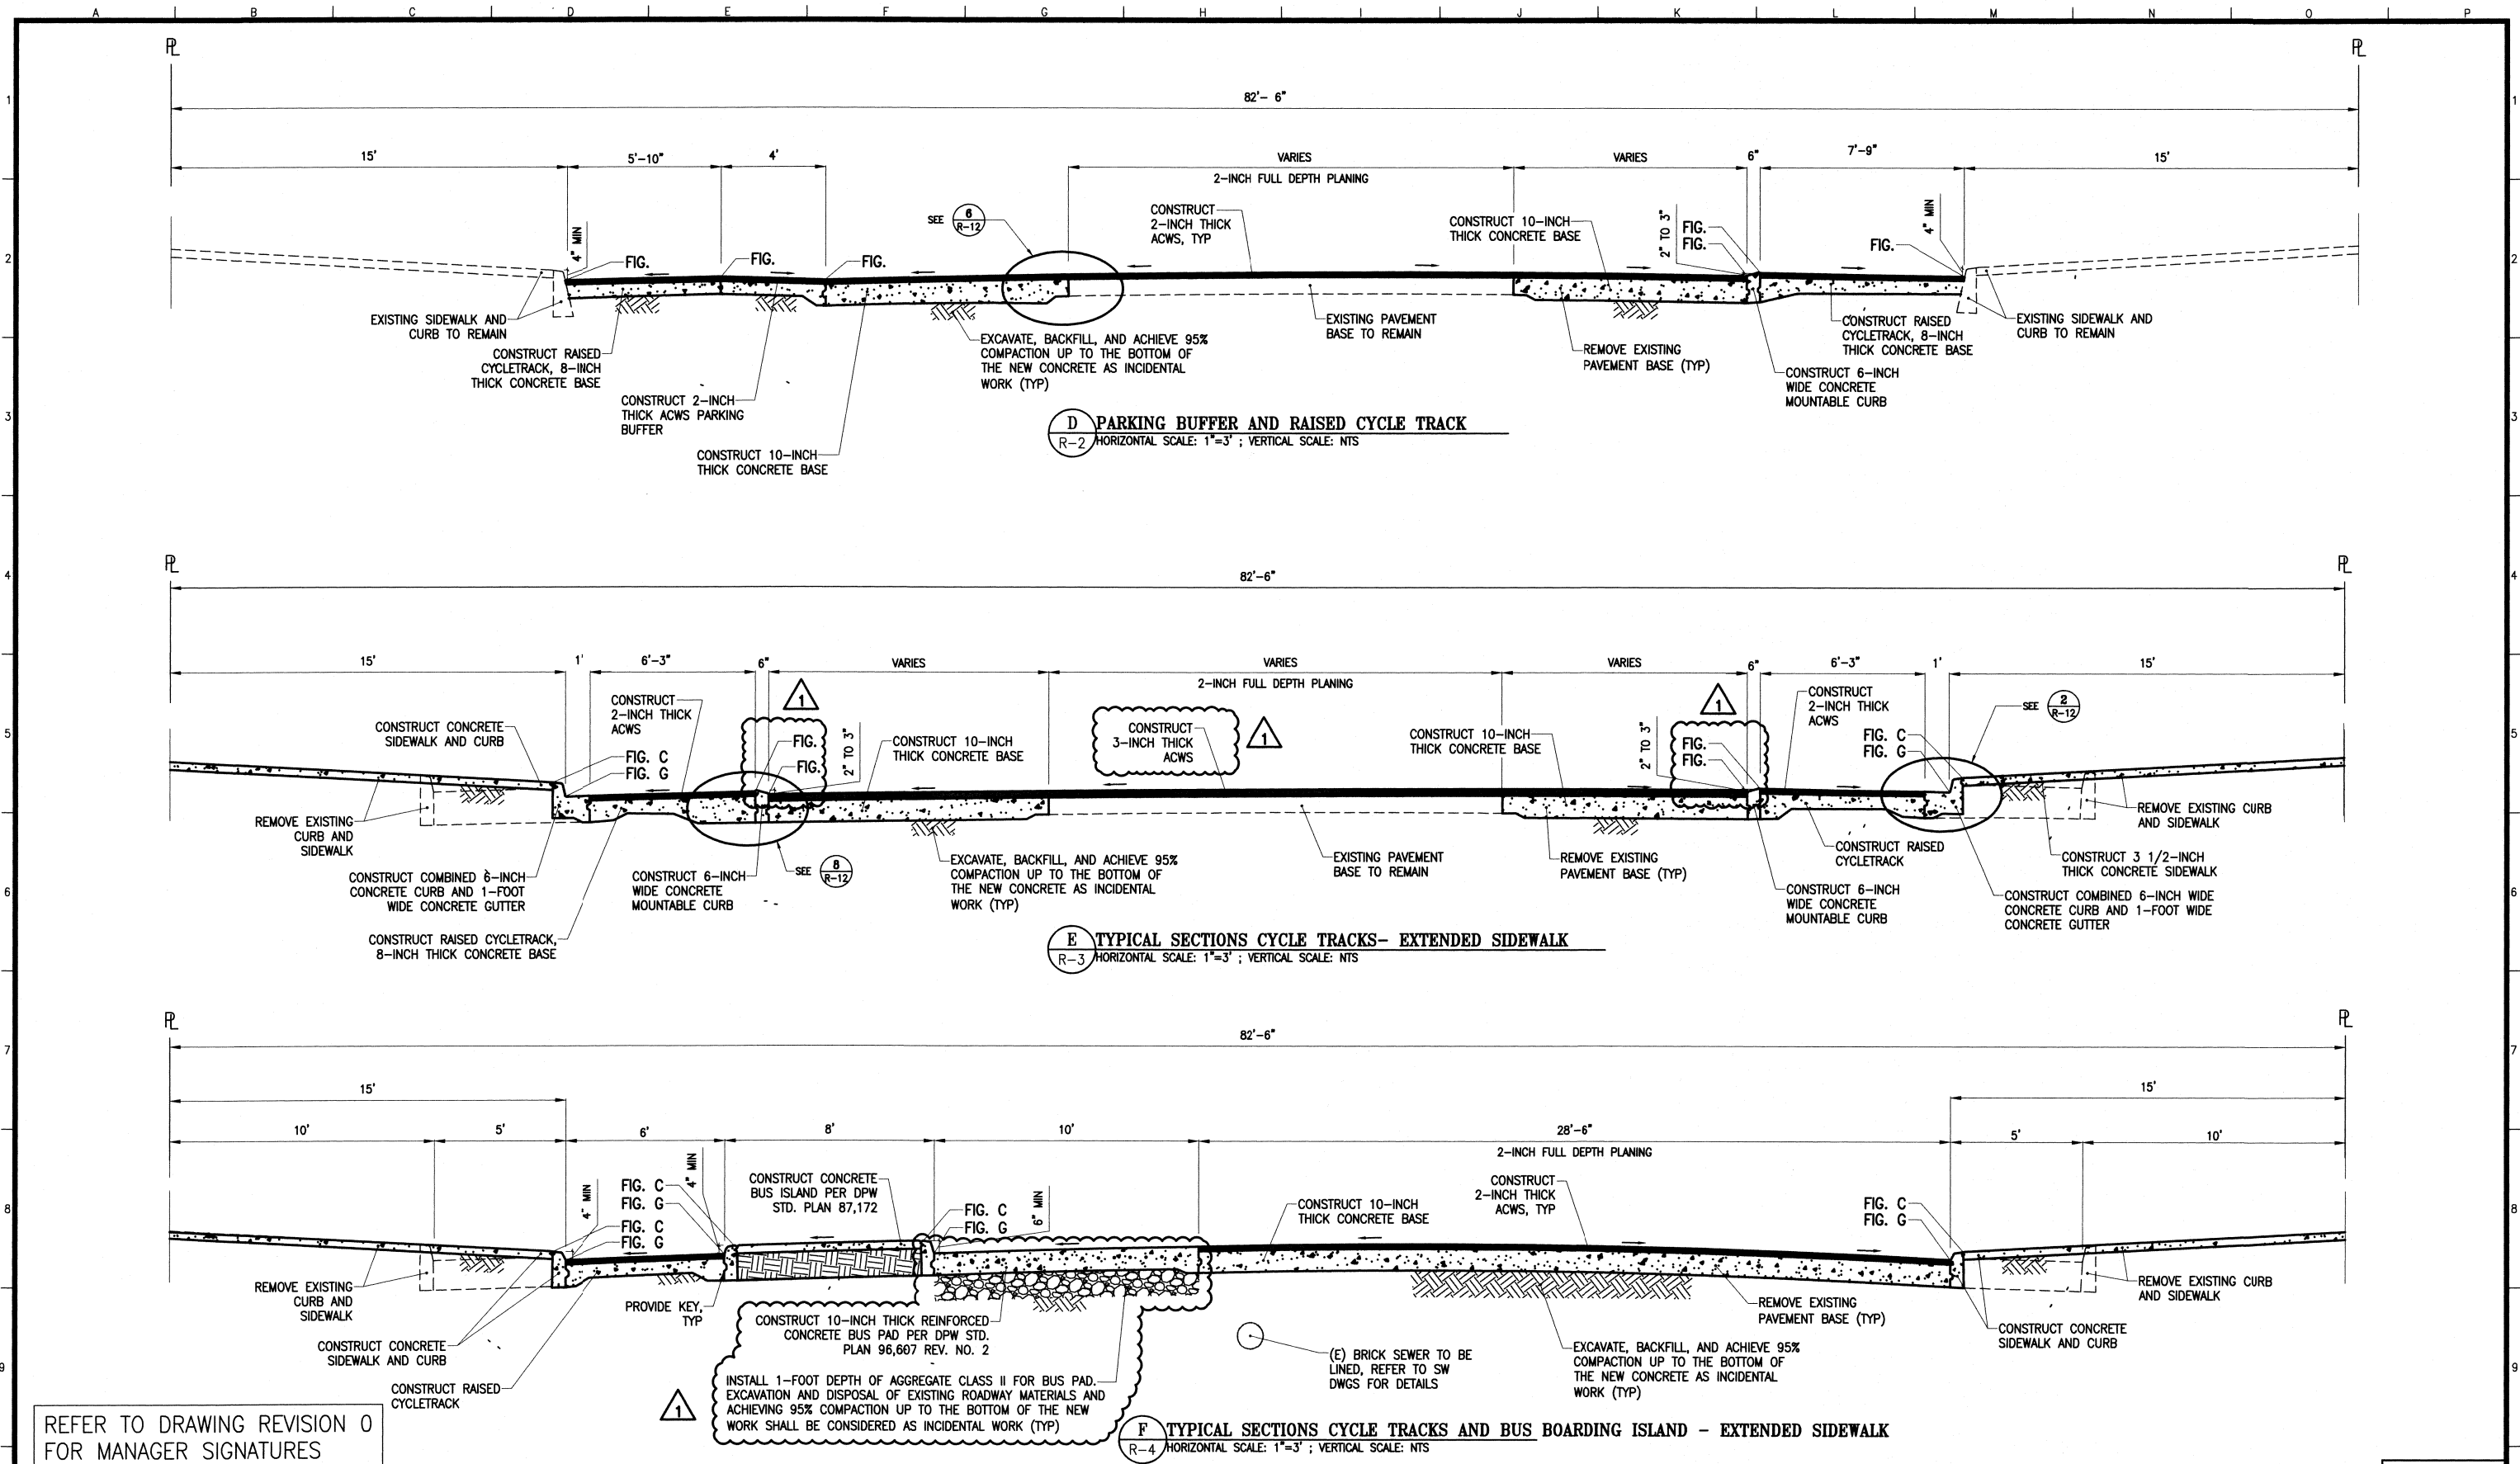 A B C D E F G H I J K L M N O P
1
2
3
4
5
6
7
8
9
1
2
3
4
5
6
7
8
9
PL
PL
82'- 6"
15'
5'-10"
4'
VARIES
2-INCH FULL DEPTH PLANING
VARIES
6"
7'-9"
15'
4" MIN
FIG.
FIG.
FIG.
SEE 6
R-12
CONSTRUCT
2-INCH THICK
ACWS, TYP
CONSTRUCT 10-INCH
THICK CONCRETE BASE
2" TO 3"
FIG.
FIG.
FIG.
4" MIN
EXISTING SIDEWALK AND
CURB TO REMAIN
CONSTRUCT RAISED
CYCLETRACK, 8-INCH
THICK CONCRETE BASE
CONSTRUCT 2-INCH
THICK ACWS PARKING
BUFFER
CONSTRUCT 10-INCH
THICK CONCRETE BASE
EXCAVATE, BACKFILL, AND ACHIEVE 95%
COMPACTION UP TO THE BOTTOM OF
THE NEW CONCRETE AS INCIDENTAL
WORK (TYP)
EXISTING PAVEMENT
BASE TO REMAIN
REMOVE EXISTING
PAVEMENT BASE (TYP)
CONSTRUCT RAISED
CYCLETRACK, 8-INCH
THICK CONCRETE BASE
CONSTRUCT 6-INCH
WIDE CONCRETE
MOUNTABLE CURB
EXISTING SIDEWALK AND
CURB TO REMAIN
D
R-2
PARKING BUFFER AND RAISED CYCLE TRACK
HORIZONTAL SCALE: 1"=3' ; VERTICAL SCALE: NTS
PL
PL
82'-6"
15'
1'
6'-3"
6"
VARIES
VARIES
2-INCH FULL DEPTH PLANING
VARIES
6"
6'-3"
1'
15'
CONSTRUCT CONCRETE
SIDEWALK AND CURB
CONSTRUCT
2-INCH THICK
ACWS
FIG. C
FIG. G
1
FIG.
FIG.
2" TO 3"
CONSTRUCT 10-INCH
THICK CONCRETE BASE
CONSTRUCT
3-INCH THICK
ACWS
1
CONSTRUCT 10-INCH
THICK CONCRETE BASE
2" TO 3"
1
FIG.
FIG.
CONSTRUCT
2-INCH THICK
ACWS
FIG. C
FIG. G
SEE 2
R-12
REMOVE EXISTING
CURB AND
SIDEWALK
CONSTRUCT COMBINED 6-INCH
CONCRETE CURB AND 1-FOOT
WIDE CONCRETE GUTTER
CONSTRUCT RAISED CYCLETRACK,
8-INCH THICK CONCRETE BASE
CONSTRUCT 6-INCH
WIDE CONCRETE
MOUNTABLE CURB
SEE 8
R-12
EXCAVATE, BACKFILL, AND ACHIEVE 95%
COMPACTION UP TO THE BOTTOM OF
THE NEW CONCRETE AS INCIDENTAL
WORK (TYP)
EXISTING PAVEMENT
BASE TO REMAIN
REMOVE EXISTING
PAVEMENT BASE (TYP)
CONSTRUCT RAISED
CYCLETRACK
CONSTRUCT 6-INCH
WIDE CONCRETE
MOUNTABLE CURB
REMOVE EXISTING CURB
AND SIDEWALK
CONSTRUCT 3 1/2-INCH
THICK CONCRETE SIDEWALK
CONSTRUCT COMBINED 6-INCH WIDE
CONCRETE CURB AND 1-FOOT WIDE
CONCRETE GUTTER
E
R-3
TYPICAL SECTIONS CYCLE TRACKS- EXTENDED SIDEWALK
HORIZONTAL SCALE: 1"=3' ; VERTICAL SCALE: NTS
PL
PL
82'-6"
15'
15'
10'
5'
6'
8'
10'
28'-6"
2-INCH FULL DEPTH PLANING
5'
10'
4" MIN
FIG. C
FIG. G
4" MIN
FIG. C
FIG. G
CONSTRUCT CONCRETE
BUS ISLAND PER DPW
STD. PLAN 87,172
FIG. C
FIG. G
6" MIN
CONSTRUCT 10-INCH
THICK CONCRETE BASE
CONSTRUCT
2-INCH THICK
ACWS, TYP
FIG. C
FIG. G
REMOVE EXISTING
CURB AND
SIDEWALK
CONSTRUCT CONCRETE
SIDEWALK AND CURB
CONSTRUCT RAISED
CYCLETRACK
PROVIDE KEY,
TYP
CONSTRUCT 10-INCH THICK REINFORCED
CONCRETE BUS PAD PER DPW STD.
PLAN 96,607 REV. NO. 2
1
INSTALL 1-FOOT DEPTH OF AGGREGATE CLASS II FOR BUS PAD.
EXCAVATION AND DISPOSAL OF EXISTING ROADWAY MATERIALS AND
ACHIEVING 95% COMPACTION UP TO THE BOTTOM OF THE NEW
WORK SHALL BE CONSIDERED AS INCIDENTAL WORK (TYP)
(E) BRICK SEWER TO BE
LINED, REFER TO SW
DWGS FOR DETAILS
REMOVE EXISTING
PAVEMENT BASE (TYP)
EXCAVATE, BACKFILL, AND ACHIEVE 95%
COMPACTION UP TO THE BOTTOM OF
THE NEW CONCRETE AS INCIDENTAL
WORK (TYP)
REMOVE EXISTING CURB
AND SIDEWALK
CONSTRUCT CONCRETE
SIDEWALK AND CURB
F
R-4
TYPICAL SECTIONS CYCLE TRACKS AND BUS BOARDING ISLAND - EXTENDED SIDEWALK
HORIZONTAL SCALE: 1"=3' ; VERTICAL SCALE: NTS
REFER TO DRAWING REVISION 0
FOR MANAGER SIGNATURES